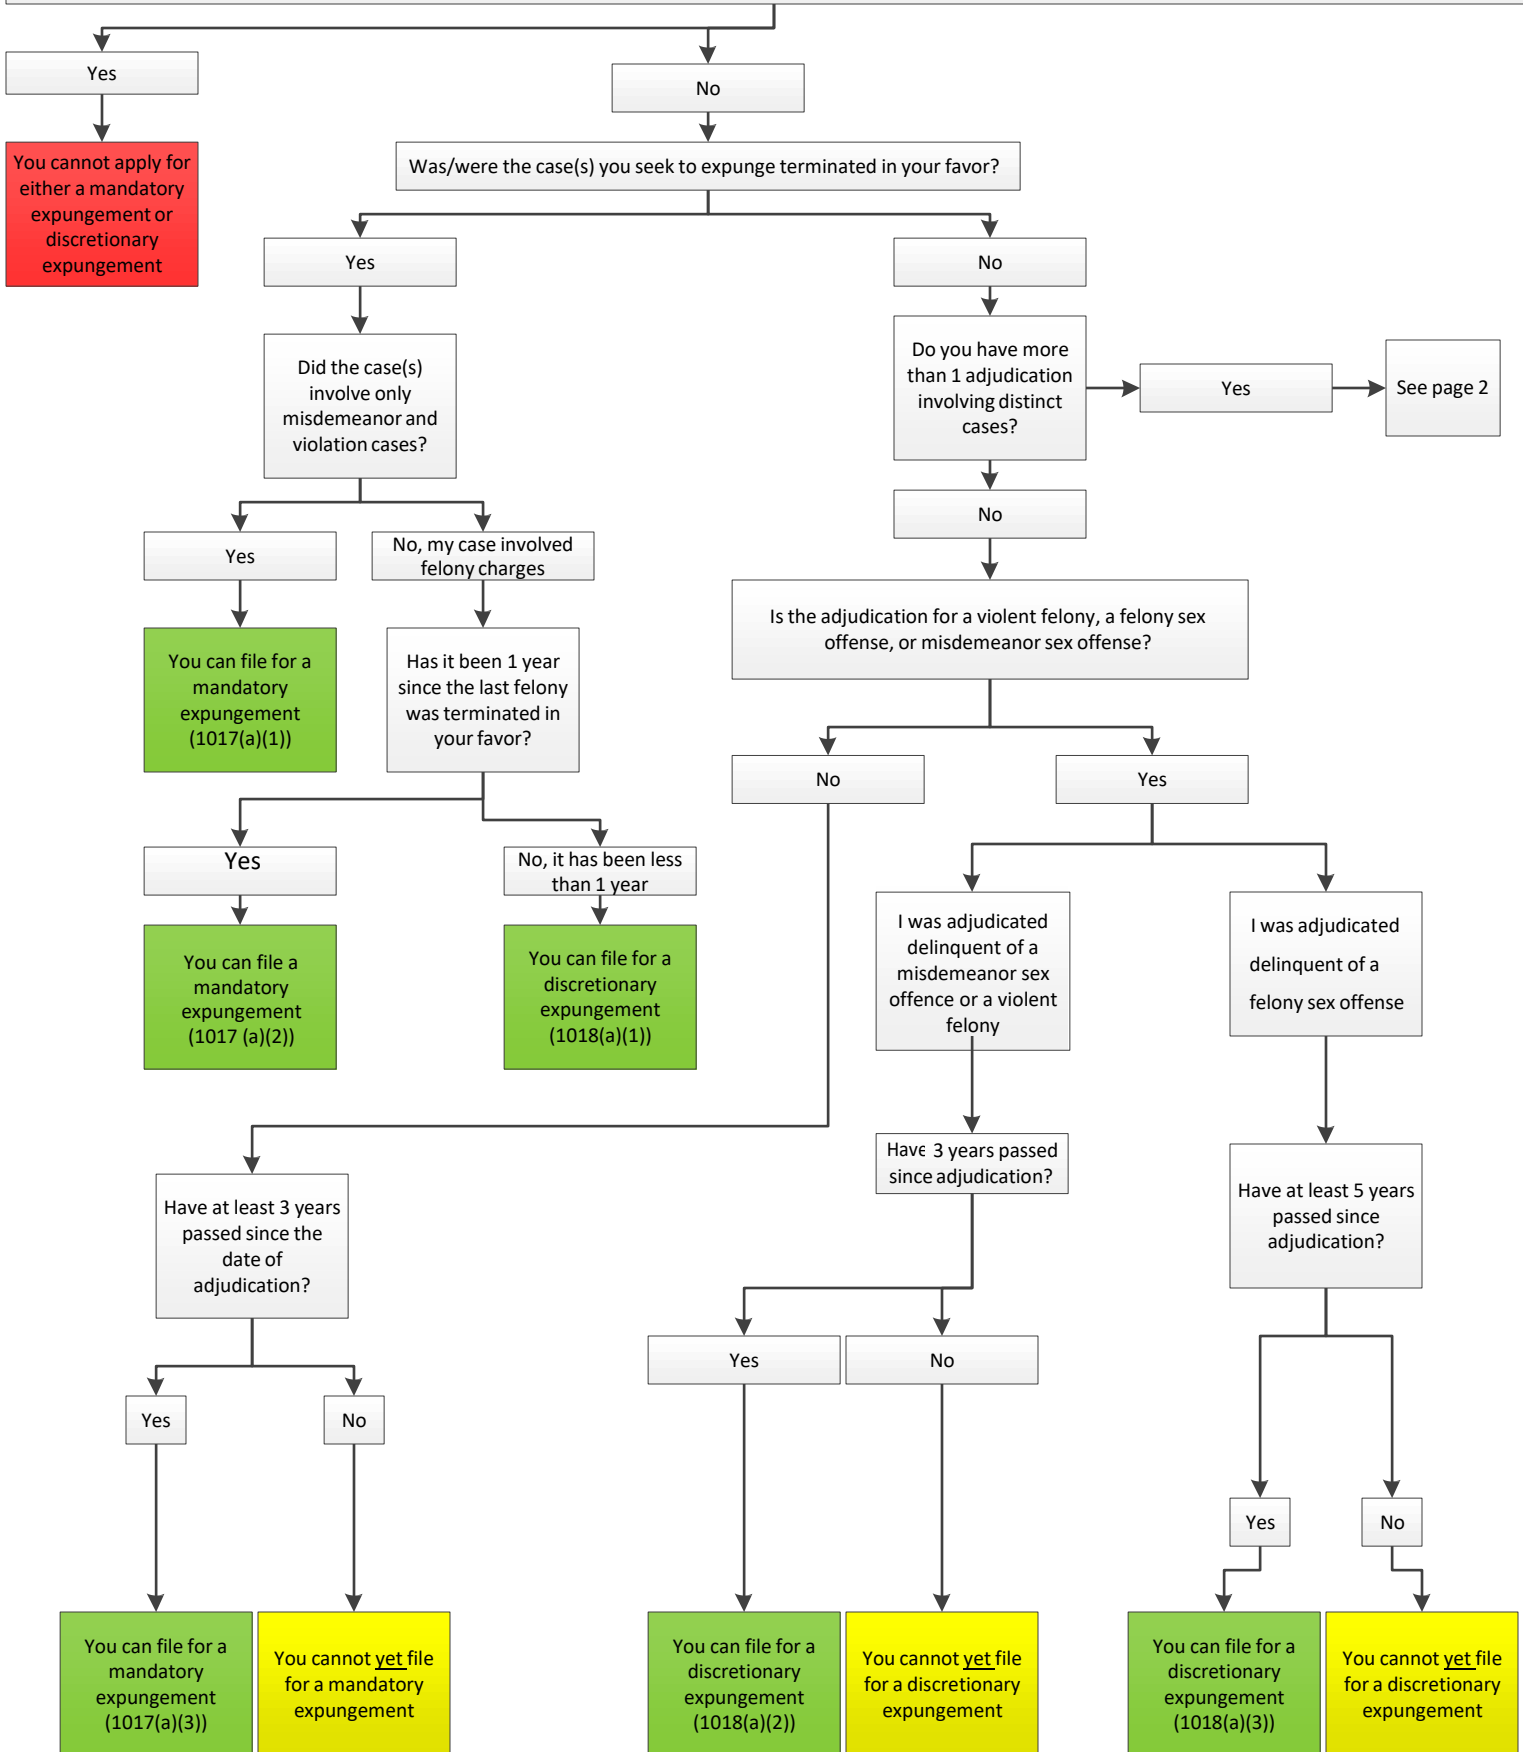 Yes
No
You cannot apply for
either a mandatory
expungement or
discretionary
expungement
Was/were the case(s) you seek to expunge terminated in your favor?
Yes
No
Did the case(s)
involve only
misdemeanor and
violation cases?
Do you have more
than 1 adjudication
involving distinct
cases?
Yes
See page 2
Yes
No, my case involved
felony charges
No
You can file for a
mandatory
expungement
(1017(a)(1))
Has it been 1 year
since the last felony
was terminated in
your favor?
Is the adjudication for a violent felony, a felony sex
offense, or misdemeanor sex offense?
No
Yes
Yes
No, it has been less
than 1 year
You can file a
mandatory
expungement
(1017 (a)(2))
You can file for a
discretionary
expungement
(1018(a)(1))
I was adjudicated
delinquent of a
misdemeanor sex
offence or a violent
felony
I was adjudicated
delinquent of a
felony sex offense
Have at least 3 years
passed since the
date of
adjudication?
Have 3 years passed
since adjudication?
Have at least 5 years
passed since
adjudication?
Yes
No
Yes
No
Yes
No
You can file for a
mandatory
expungement
(1017(a)(3))
You cannot yet file
for a mandatory
expungement
You can file for a
discretionary
expungement
(1018(a)(2))
You cannot yet file
for a discretionary
expungement
You can file for a
discretionary
expungement
(1018(a)(3))
You cannot yet file
for a discretionary
expungement